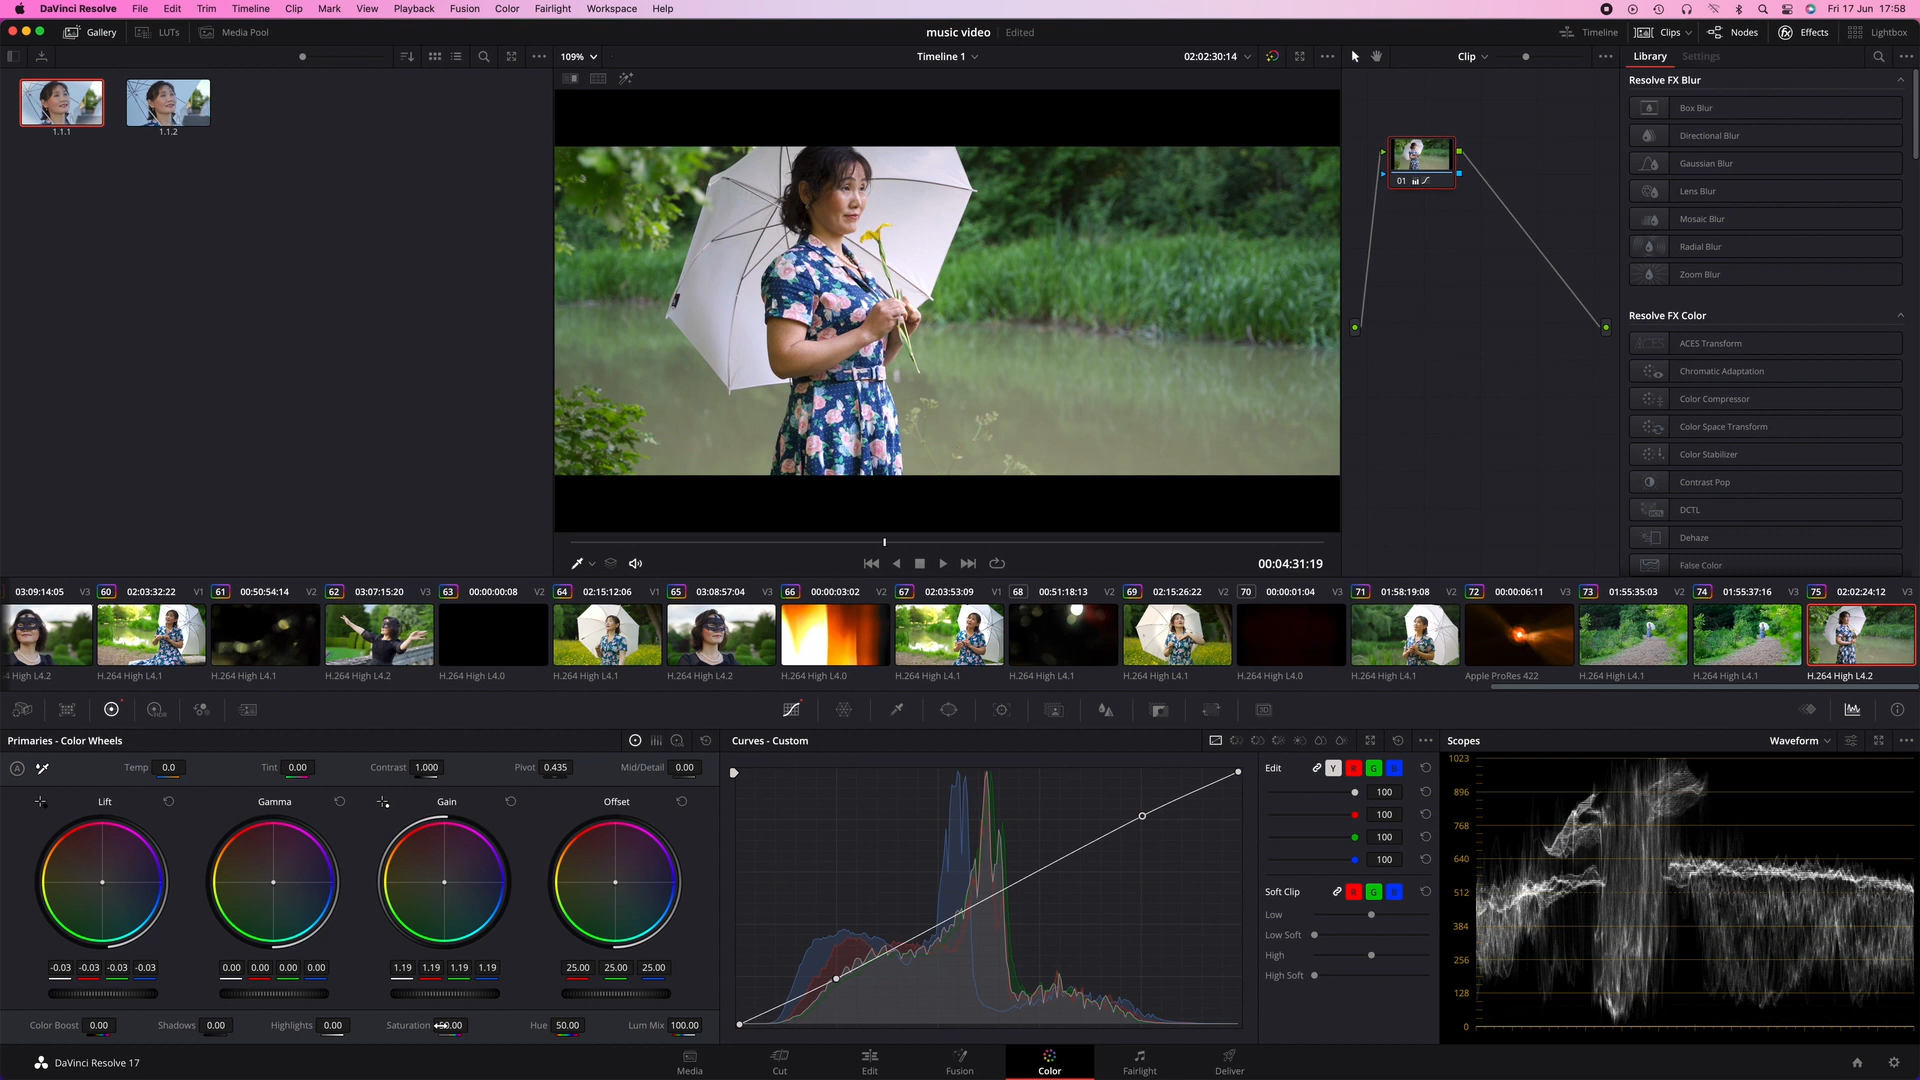 DaVinci Resolve File Edit Trim Timeline Clip Mark View Playback Fusion Color Fairlight Workspace Help Fri 17 Jun 17:58
Gallery LUTs Media Pool music video Edited Timeline Clips Nodes Effects Lightbox
109% Timeline 1 02:02:30:14 Clip Library Settings
Resolve FX Blur
Box Blur
Directional Blur
Gaussian Blur
Lens Blur
Mosaic Blur
Radial Blur
Zoom Blur
Resolve FX Color
ACES Transform
Chromatic Adaptation
Color Compressor
Color Space Transform
Color Stabilizer
Contrast Pop
DCTL
Dehaze
False Color
1.1.1 1.1.2
01
00:04:31:19
03:09:14:05 V3 60 02:03:32:22 V1 61 00:50:54:14 V2 62 03:07:15:20 V3 63 00:00:00:08 V2 64 02:15:12:06 V1 65 03:08:57:04 V3 66 00:00:03:02 V2 67 02:03:53:09 V1 68 00:51:18:13 V2 69 02:15:26:22 V2 70 00:00:01:04 V3 71 01:58:19:08 V2 72 00:00:06:11 V3 73 01:55:35:03 V2 74 01:55:37:16 V3 75 02:02:24:12 V3
4 High L4.2 H.264 High L4.1 H.264 High L4.1 H.264 High L4.2 H.264 High L4.0 H.264 High L4.1 H.264 High L4.2 H.264 High L4.0 H.264 High L4.1 H.264 High L4.1 H.264 High L4.1 H.264 High L4.0 H.264 High L4.1 Apple ProRes 422 H.264 High L4.1 H.264 High L4.1 H.264 High L4.2
HDR 3D
Primaries - Color Wheels Curves - Custom Scopes Waveform
A Temp 0.0 Tint 0.00 Contrast 1.000 Pivot 0.435 Mid/Detail 0.00
Lift Gamma Gain Offset
-0.03 -0.03 -0.03 -0.03 0.00 0.00 0.00 0.00 1.19 1.19 1.19 1.19 25.00 25.00 25.00
Color Boost 0.00 Shadows 0.00 Highlights 0.00 Saturation Hue 50.00 Lum Mix 100.00
Edit Y R G B
100
100
100
100
Soft Clip R G B
Low
Low Soft
High
High Soft
1023
896
768
640
512
384
256
128
0
DaVinci Resolve 17 Media Cut Edit Fusion Color Fairlight Deliver